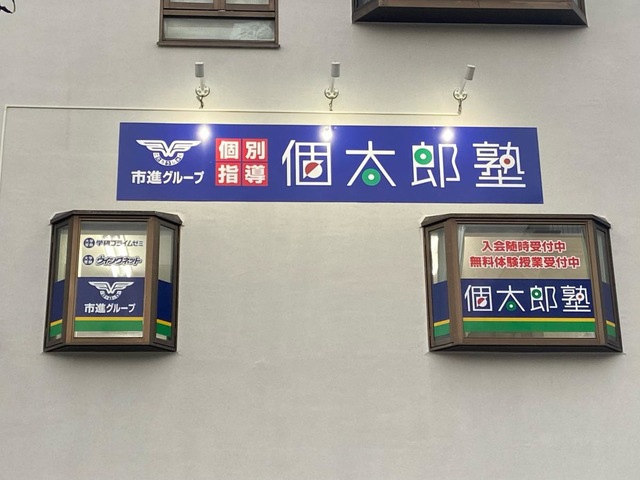 市進グループ
個別
指導
個太郎塾
学研プライムゼミ
ウイングネット
市進グループ
入会随時受付中
無料体験授業受付中
個太郎塾